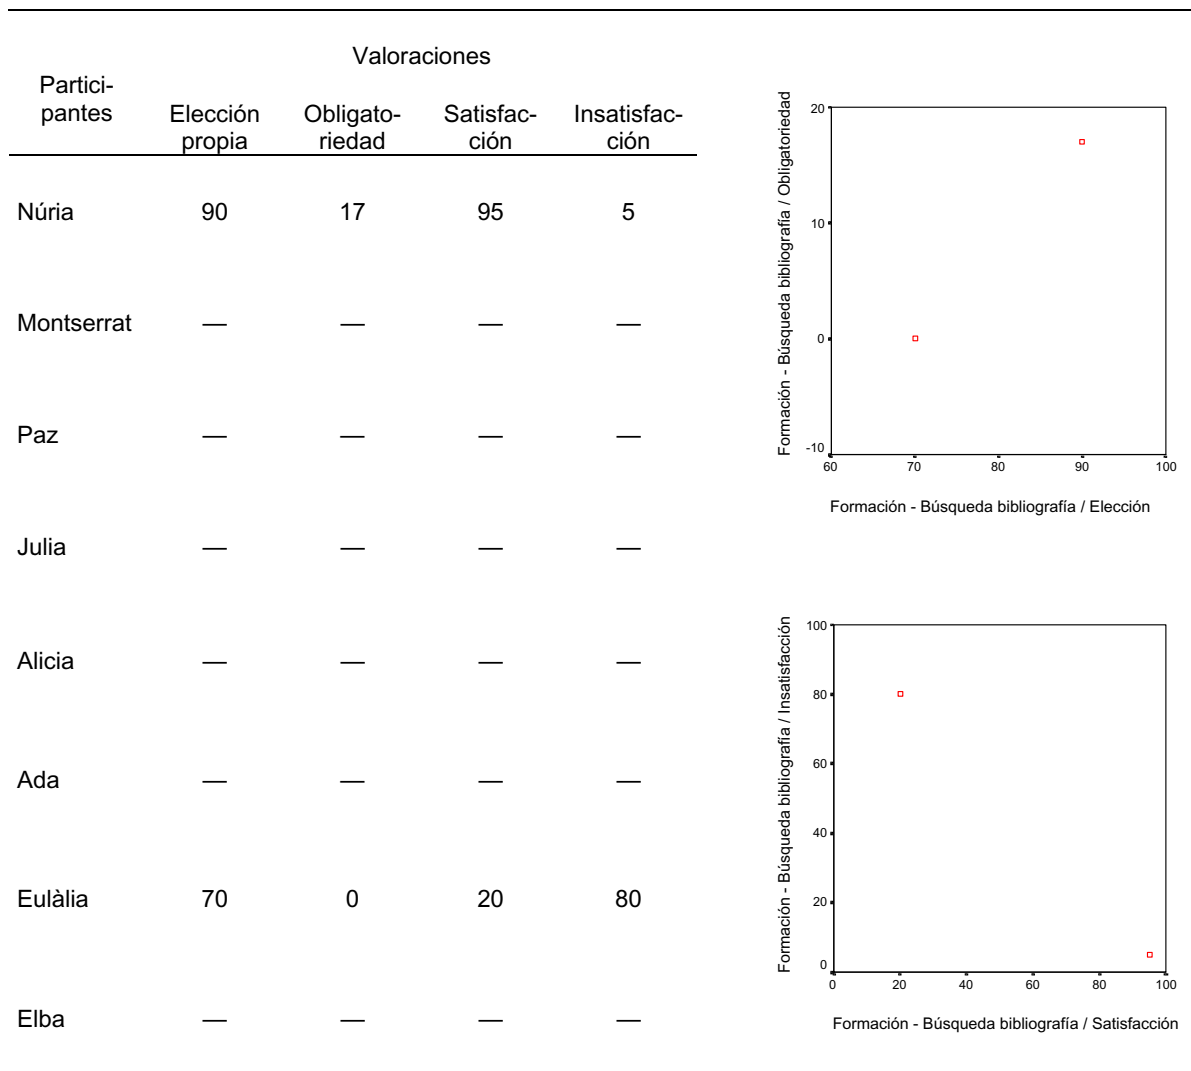 Valoraciones
Partici-
pantes
Elección
propia
Obligato-
riedad
Satisfac-
ción
Insatisfac-
ción
Núria 90 17 95 5
Montserrat — — — —
Paz — — — —
Julia — — — —
Alicia — — — —
Ada — — — —
Eulàlia 70 0 20 80
Elba — — — —
Formación - Búsqueda bibliografía / Obligatoriedad
20
10
0
-10
60 70 80 90 100
Formación - Búsqueda bibliografía / Elección
Formación - Búsqueda bibliografía / Insatisfacción
100
80
60
40
20
0
0 20 40 60 80 100
Formación - Búsqueda bibliografía / Satisfacción